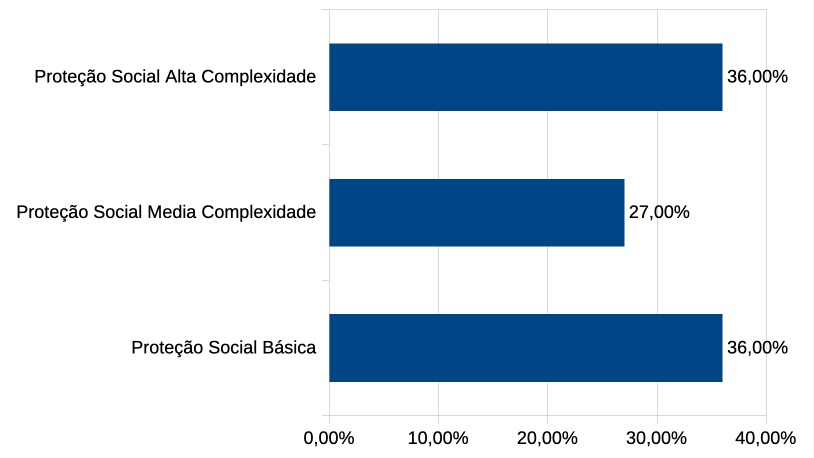 Proteção Social Alta Complexidade
36,00%
Proteção Social Media Complexidade
27,00%
Proteção Social Básica
36,00%
0,00%
10,00%
20,00%
30,00%
40,00%